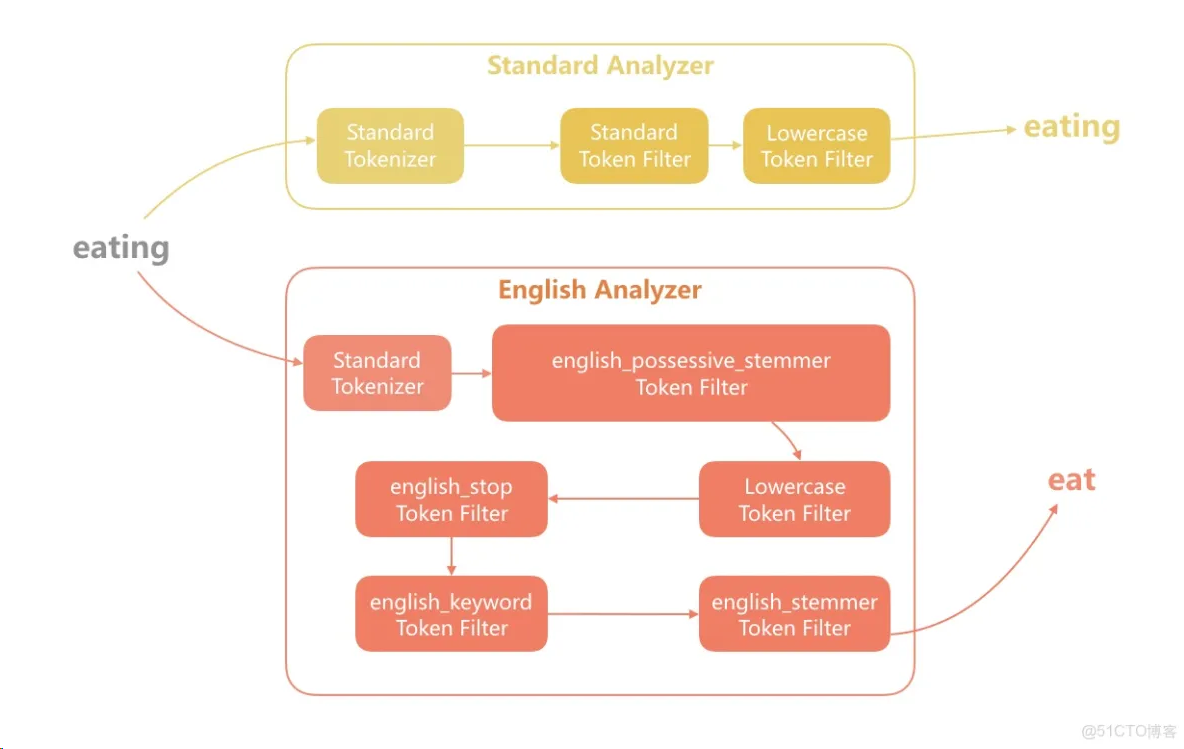 Standard Analyzer
Standard
Tokenizer
Standard
Token Filter
Lowercase
Token Filter
eating
eating
English Analyzer
Standard
Tokenizer
english_possessive_stemmer
Token Filter
english_stop
Token Filter
Lowercase
Token Filter
eat
english_keyword
Token Filter
english_stemmer
Token Filter
@51CTO博客